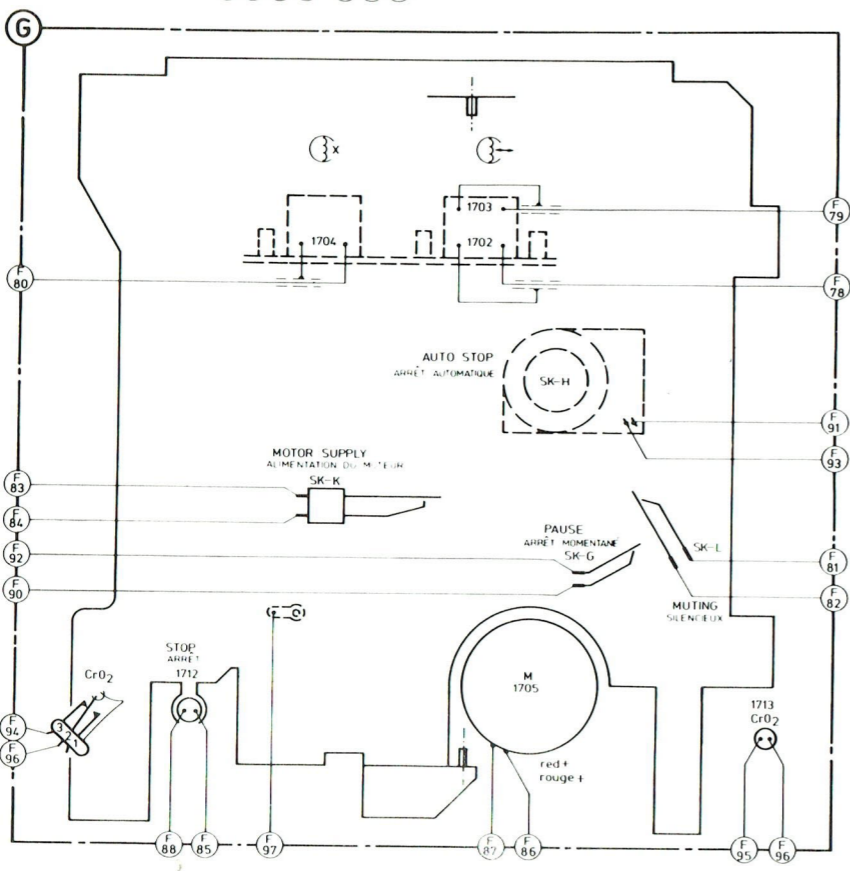 G
x
1703
1704
1702
F 79
F 80
F 78
AUTO STOP
ARRÊT AUTOMATIQUE
SK-H
F 91
F 93
MOTOR SUPPLY
ALIMENTATION DU MOTEUR
SK-K
F 83
F 84
F 92
F 90
PAUSE
ARRÊT MOMENTANÉ
SK-G
SK-L
F 81
F 82
MUTING
SILENCIEUX
STOP
ARRÊT
1712
CrO2
3 2 1
F 94
F 96
M
1705
1713
CrO2
red +
rouge +
F 88
F 85
F 97
F 87
F 86
F 95
F 96